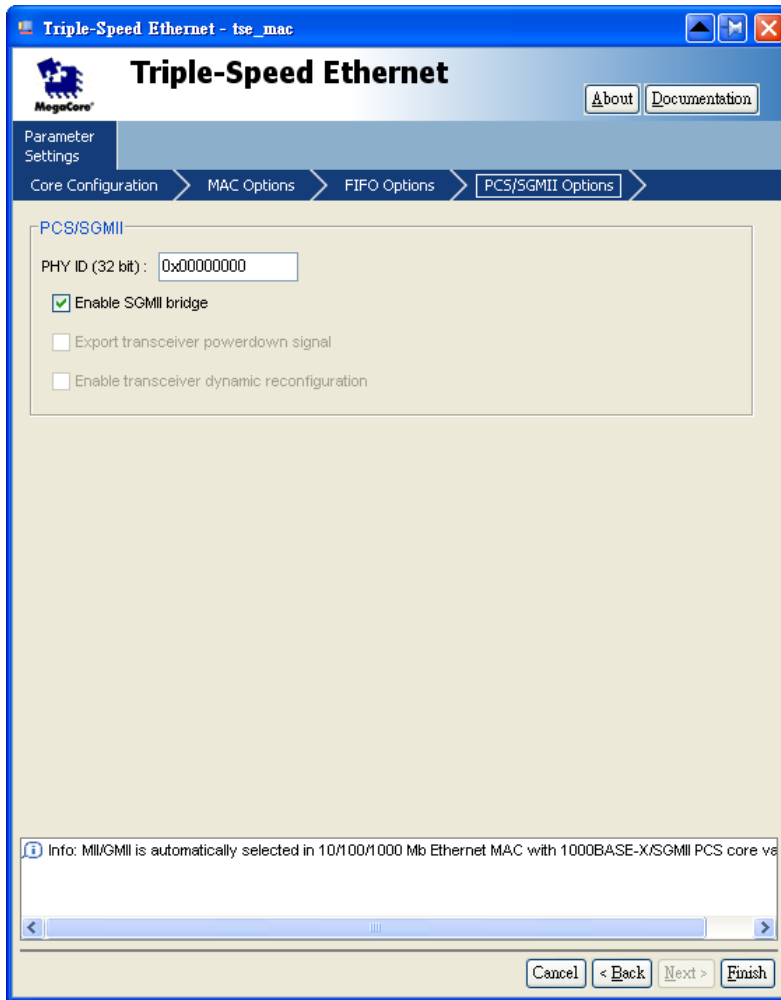 Triple-Speed Ethernet - tse_mac
Triple-Speed Ethernet
MegaCore®
About Documentation
Parameter
Settings
Core Configuration MAC Options FIFO Options PCS/SGMII Options
PCS/SGMII
PHY ID (32 bit) : 0x00000000
Enable SGMII bridge
Export transceiver powerdown signal
Enable transceiver dynamic reconfiguration
Info: MII/GMII is automatically selected in 10/100/1000 Mb Ethernet MAC with 1000BASE-X/SGMII PCS core va
Cancel < Back Next > Finish